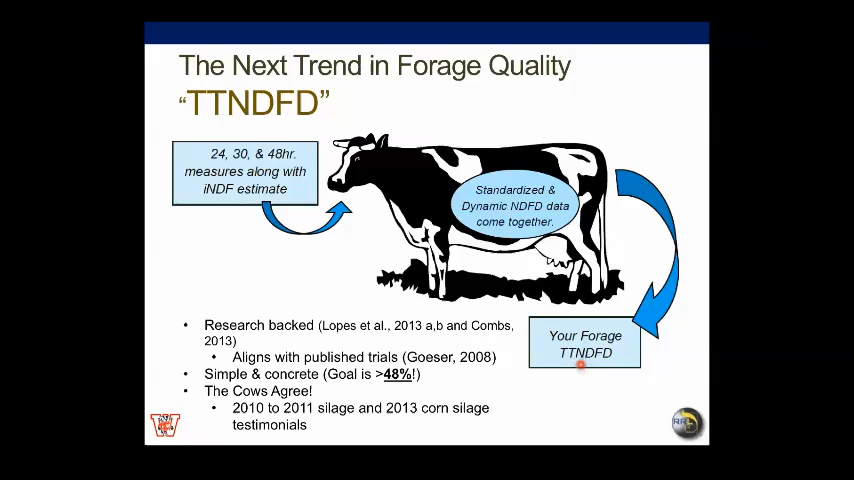 The Next Trend in Forage Quality
“TTNDFD”
24, 30, & 48hr.
measures along with
iNDF estimate
Standardized &
Dynamic NDFD data
come together.
Your Forage
TTNDFD
• Research backed (Lopes et al., 2013 a,b and Combs,
2013)
• Aligns with published trials (Goeser, 2008)
• Simple & concrete (Goal is >48%!)
• The Cows Agree!
• 2010 to 2011 silage and 2013 corn silage
testimonials
W
RRL